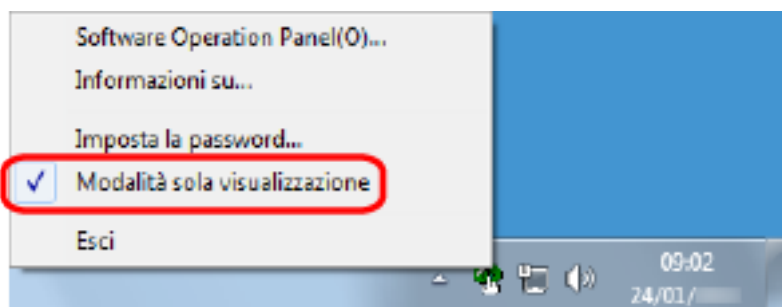 Software Operation Panel(O)...
Informazioni su...
Imposta la password...
Modalità sola visualizzazione
Esci
09:02
24/01/